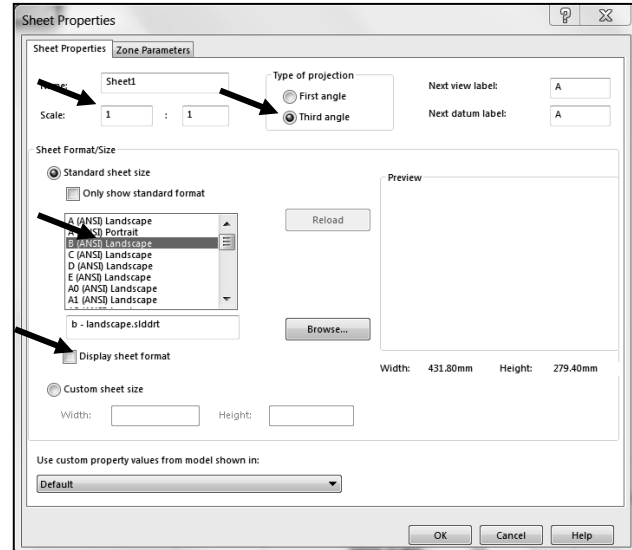 Sheet Properties
Sheet Properties Zone Parameters
Sheet1
Scale: 1 : 1
Type of projection
First angle
Third angle
Next view label: A
Next datum label: A
Sheet Format/Size
Standard sheet size
Only show standard format
A (ANSI) Landscape
(ANSI) Portrait
B (ANSI) Landscape
C (ANSI) Landscape
D (ANSI) Landscape
E (ANSI) Landscape
A0 (ANSI) Landscape
A1 (ANSI) Landscape
Reload
b - landscape.slddrt
Browse...
Display sheet format
Preview
Width: 431.80mm Height: 279.40mm
Custom sheet size
Width: Height:
Use custom property values from model shown in:
Default
OK Cancel Help